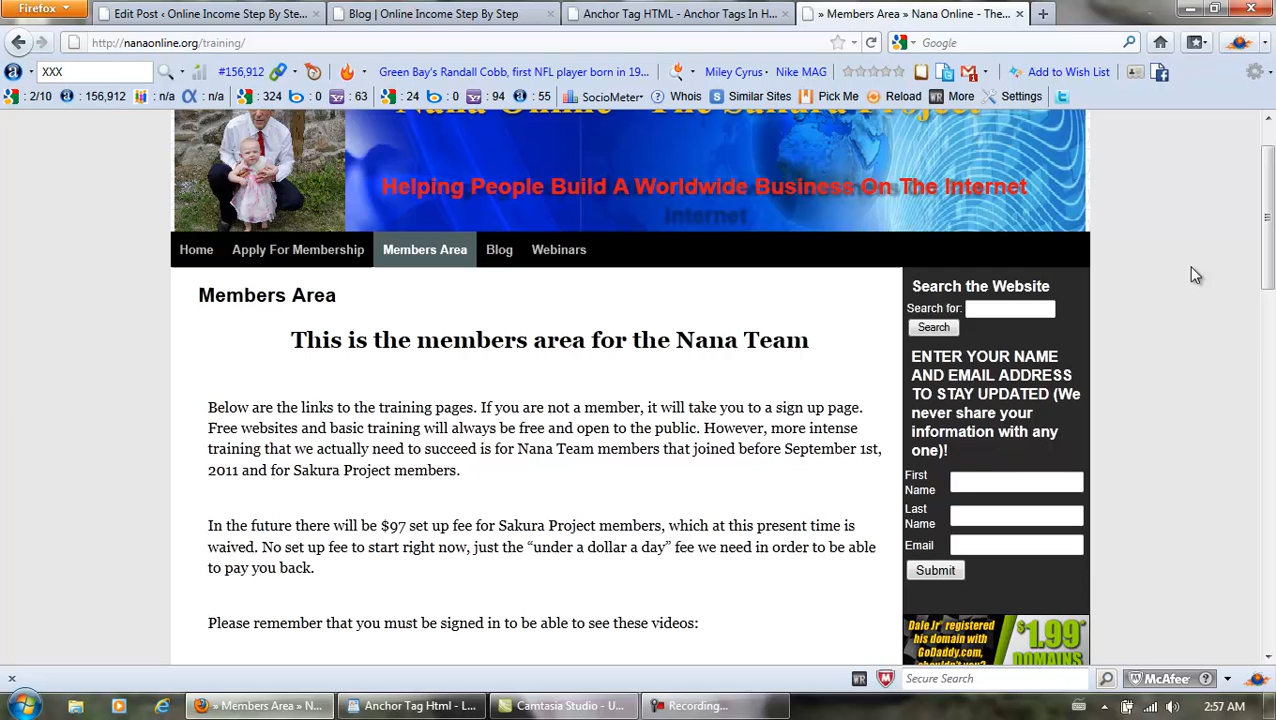 Firefox
Edit Post ‹ Online Income Step By Ste...
Blog | Online Income Step By Step
Anchor Tag HTML - Anchor Tags In H...
» Members Area » Nana Online - The...
http://nanaonline.org/training/
Google
XXX
#156,912
Green Bay's Randall Cobb, first NFL player born in 19...
Miley Cyrus
Nike MAG
Add to Wish List
: 2/10
: 156,912
: n/a
: n/a
: 324
: 0
: 63
: 24
: 0
: 94
: 55
SocioMeter
Whois
Similar Sites
Pick Me
Reload
More
Settings
Nana Online - The Sakura Project
Helping People Build A Worldwide Business On The Internet
Internet
Home
Apply For Membership
Members Area
Blog
Webinars
Members Area
This is the members area for the Nana Team
Below are the links to the training pages. If you are not a member, it will take you to a sign up page.
Free websites and basic training will always be free and open to the public. However, more intense
training that we actually need to succeed is for Nana Team members that joined before September 1st,
2011 and for Sakura Project members.
In the future there will be $97 set up fee for Sakura Project members, which at this present time is
waived. No set up fee to start right now, just the “under a dollar a day” fee we need in order to be able
to pay you back.
Please remember that you must be signed in to be able to see these videos:
Search the Website
Search for:
Search
ENTER YOUR NAME
AND EMAIL ADDRESS
TO STAY UPDATED (We
never share your
information with any
one)!
First
Name
Last
Name
Email
Submit
Dale Jr® registered
his domain with
GoDaddy.com,
shouldn't you?
$1.99*
DOMAINS
WR
Secure Search
McAfee
» Members Area » N...
Anchor Tag Html - L...
Camtasia Studio - U...
Recording...
2:57 AM